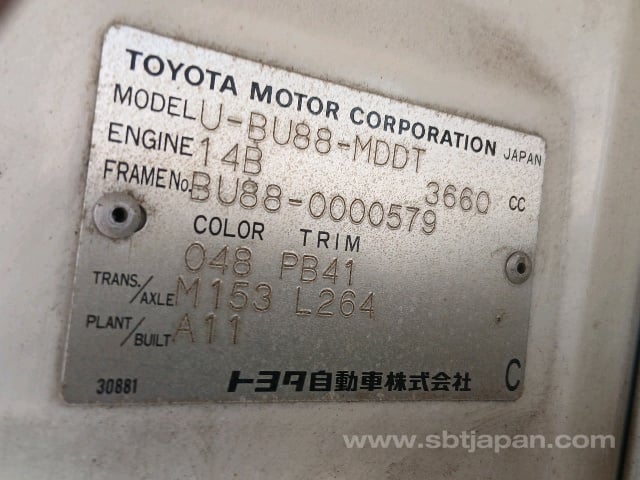 TOYOTA MOTOR CORPORATION JAPAN
MODEL U-BU88-MDDT
ENGINE 14B 3660 CC
FRAME No. BU88-0000579
COLOR TRIM
048 PB41
TRANS./AXLE M153 L264
PLANT/BUILT A11
30881 トヨタ自動車株式会社 C
www.sbtjapan.com